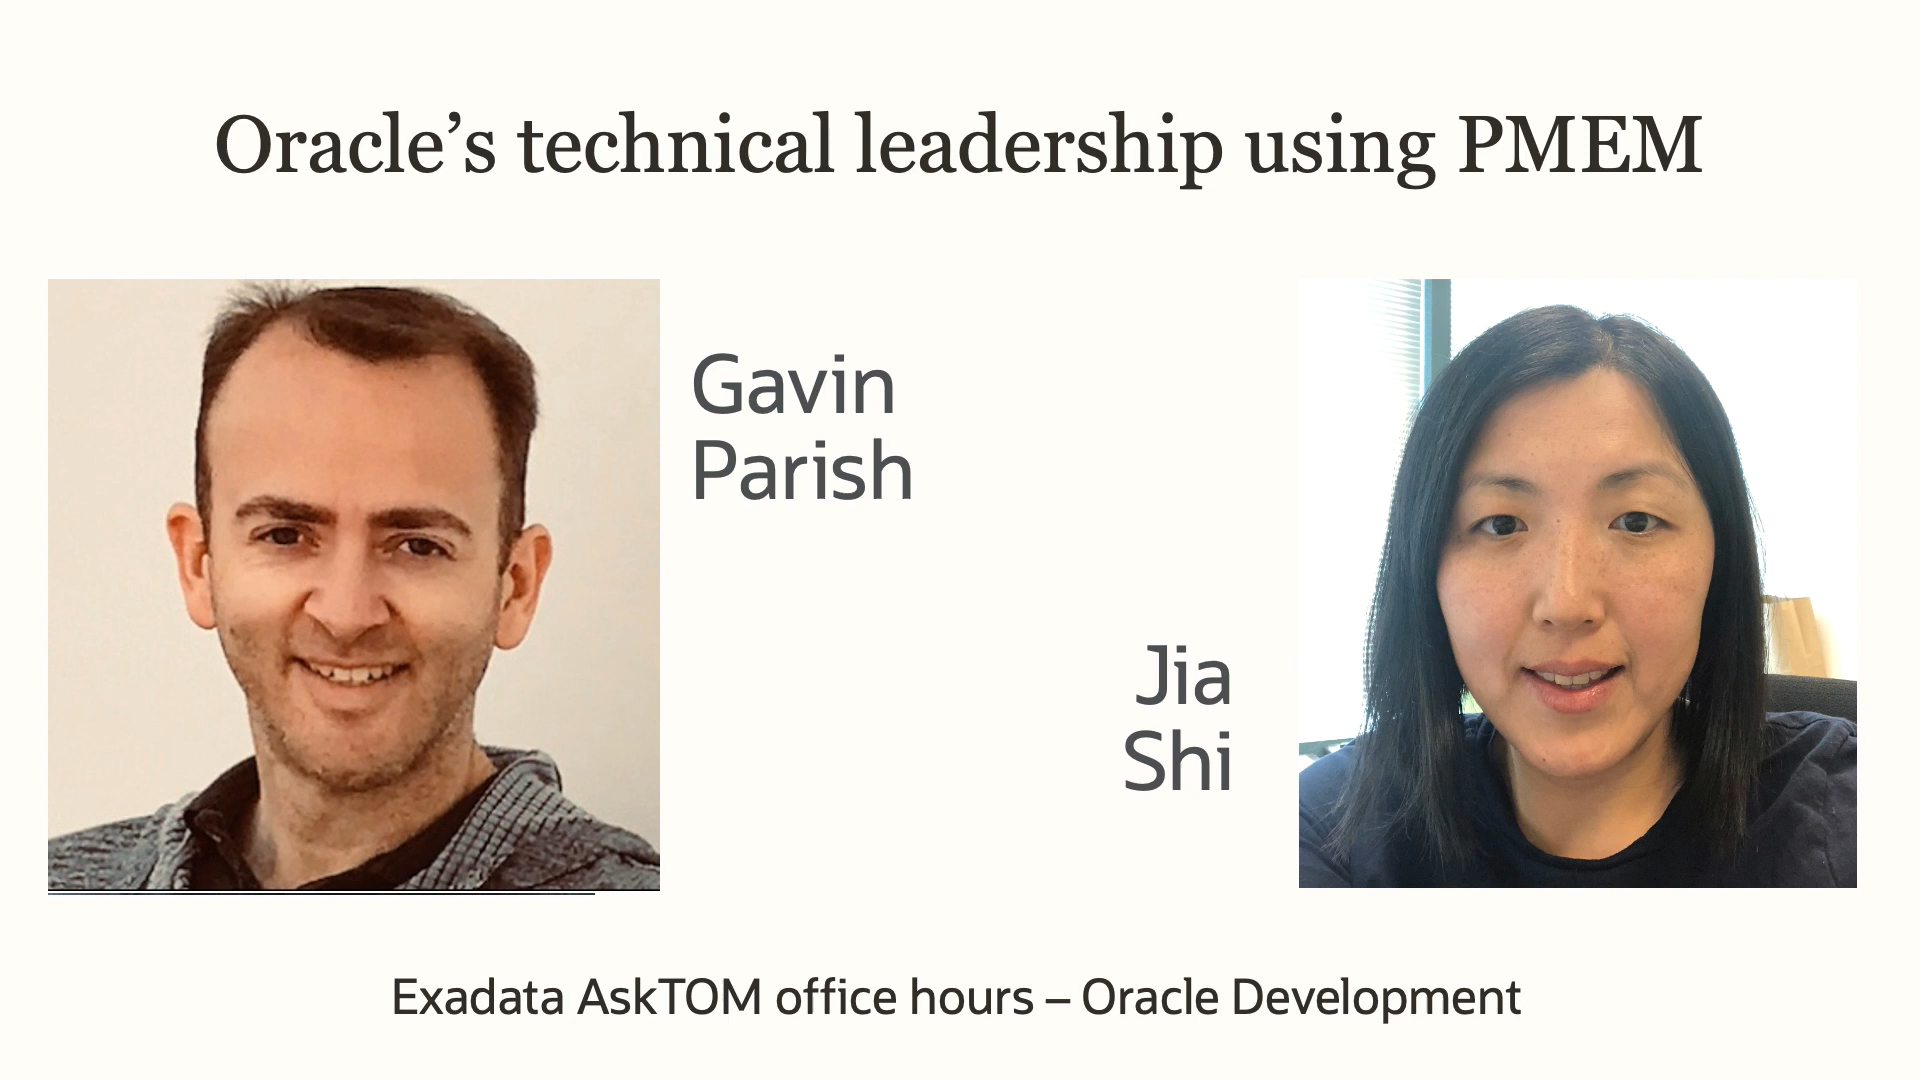 Oracle’s technical leadership using PMEM
Gavin
Parish
Jia
Shi
Exadata AskTOM office hours – Oracle Development